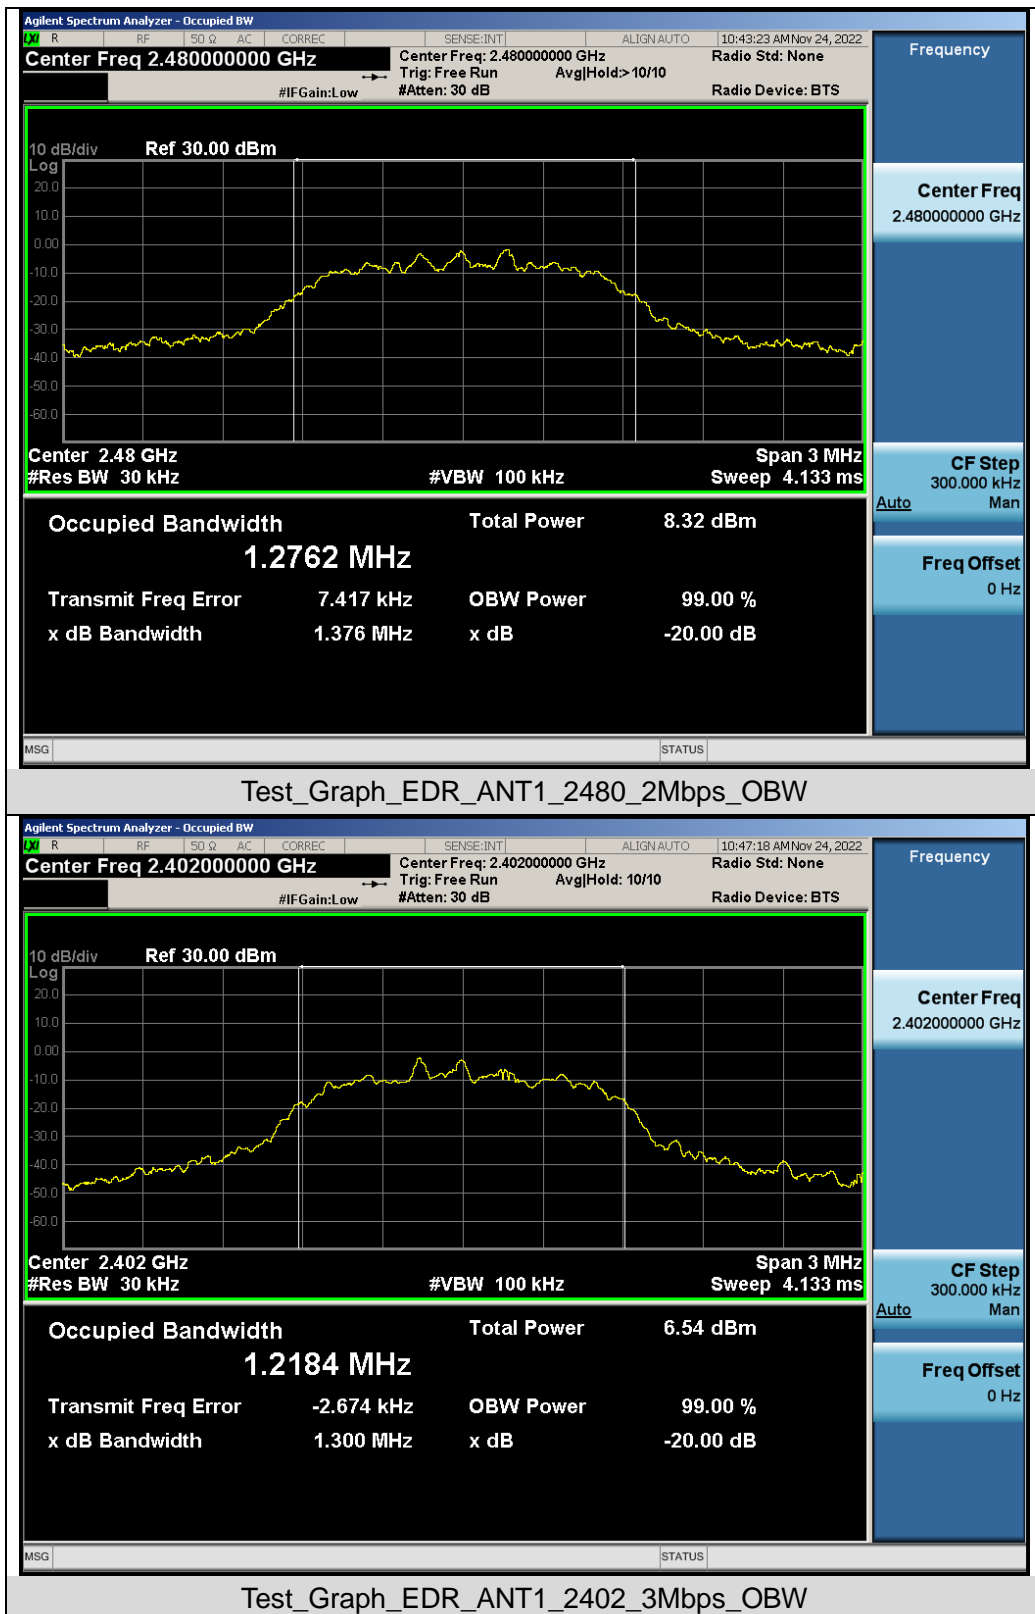 Agilent Spectrum Analyzer - Occupied BW
LXI R RF 50 Ω AC CORREC SENSE:INT ALIGN AUTO 10:43:23 AM Nov 24, 2022
Center Freq 2.480000000 GHz
Center Freq: 2.480000000 GHz
Radio Std: None
Trig: Free Run Avg|Hold:> 10/10
#IFGain:Low #Atten: 30 dB Radio Device: BTS
Frequency
10 dB/div Ref 30.00 dBm
Log
20.0
10.0
0.00
-10.0
-20.0
-30.0
-40.0
-50.0
-60.0
Center 2.48 GHz Span 3 MHz
#Res BW 30 kHz #VBW 100 kHz Sweep 4.133 ms
Center Freq
2.480000000 GHz
CF Step
300.000 kHz
Auto Man
Freq Offset
0 Hz
Occupied Bandwidth Total Power 8.32 dBm
1.2762 MHz
Transmit Freq Error 7.417 kHz OBW Power 99.00 %
x dB Bandwidth 1.376 MHz x dB -20.00 dB
MSG STATUS
Test_Graph_EDR_ANT1_2480_2Mbps_OBW
Agilent Spectrum Analyzer - Occupied BW
LXI R RF 50 Ω AC CORREC SENSE:INT ALIGN AUTO 10:47:18 AM Nov 24, 2022
Center Freq 2.402000000 GHz
Center Freq: 2.402000000 GHz
Radio Std: None
Trig: Free Run Avg|Hold: 10/10
#IFGain:Low #Atten: 30 dB Radio Device: BTS
Frequency
10 dB/div Ref 30.00 dBm
Log
20.0
10.0
0.00
-10.0
-20.0
-30.0
-40.0
-50.0
-60.0
Center 2.402 GHz Span 3 MHz
#Res BW 30 kHz #VBW 100 kHz Sweep 4.133 ms
Center Freq
2.402000000 GHz
CF Step
300.000 kHz
Auto Man
Freq Offset
0 Hz
Occupied Bandwidth Total Power 6.54 dBm
1.2184 MHz
Transmit Freq Error -2.674 kHz OBW Power 99.00 %
x dB Bandwidth 1.300 MHz x dB -20.00 dB
MSG STATUS
Test_Graph_EDR_ANT1_2402_3Mbps_OBW